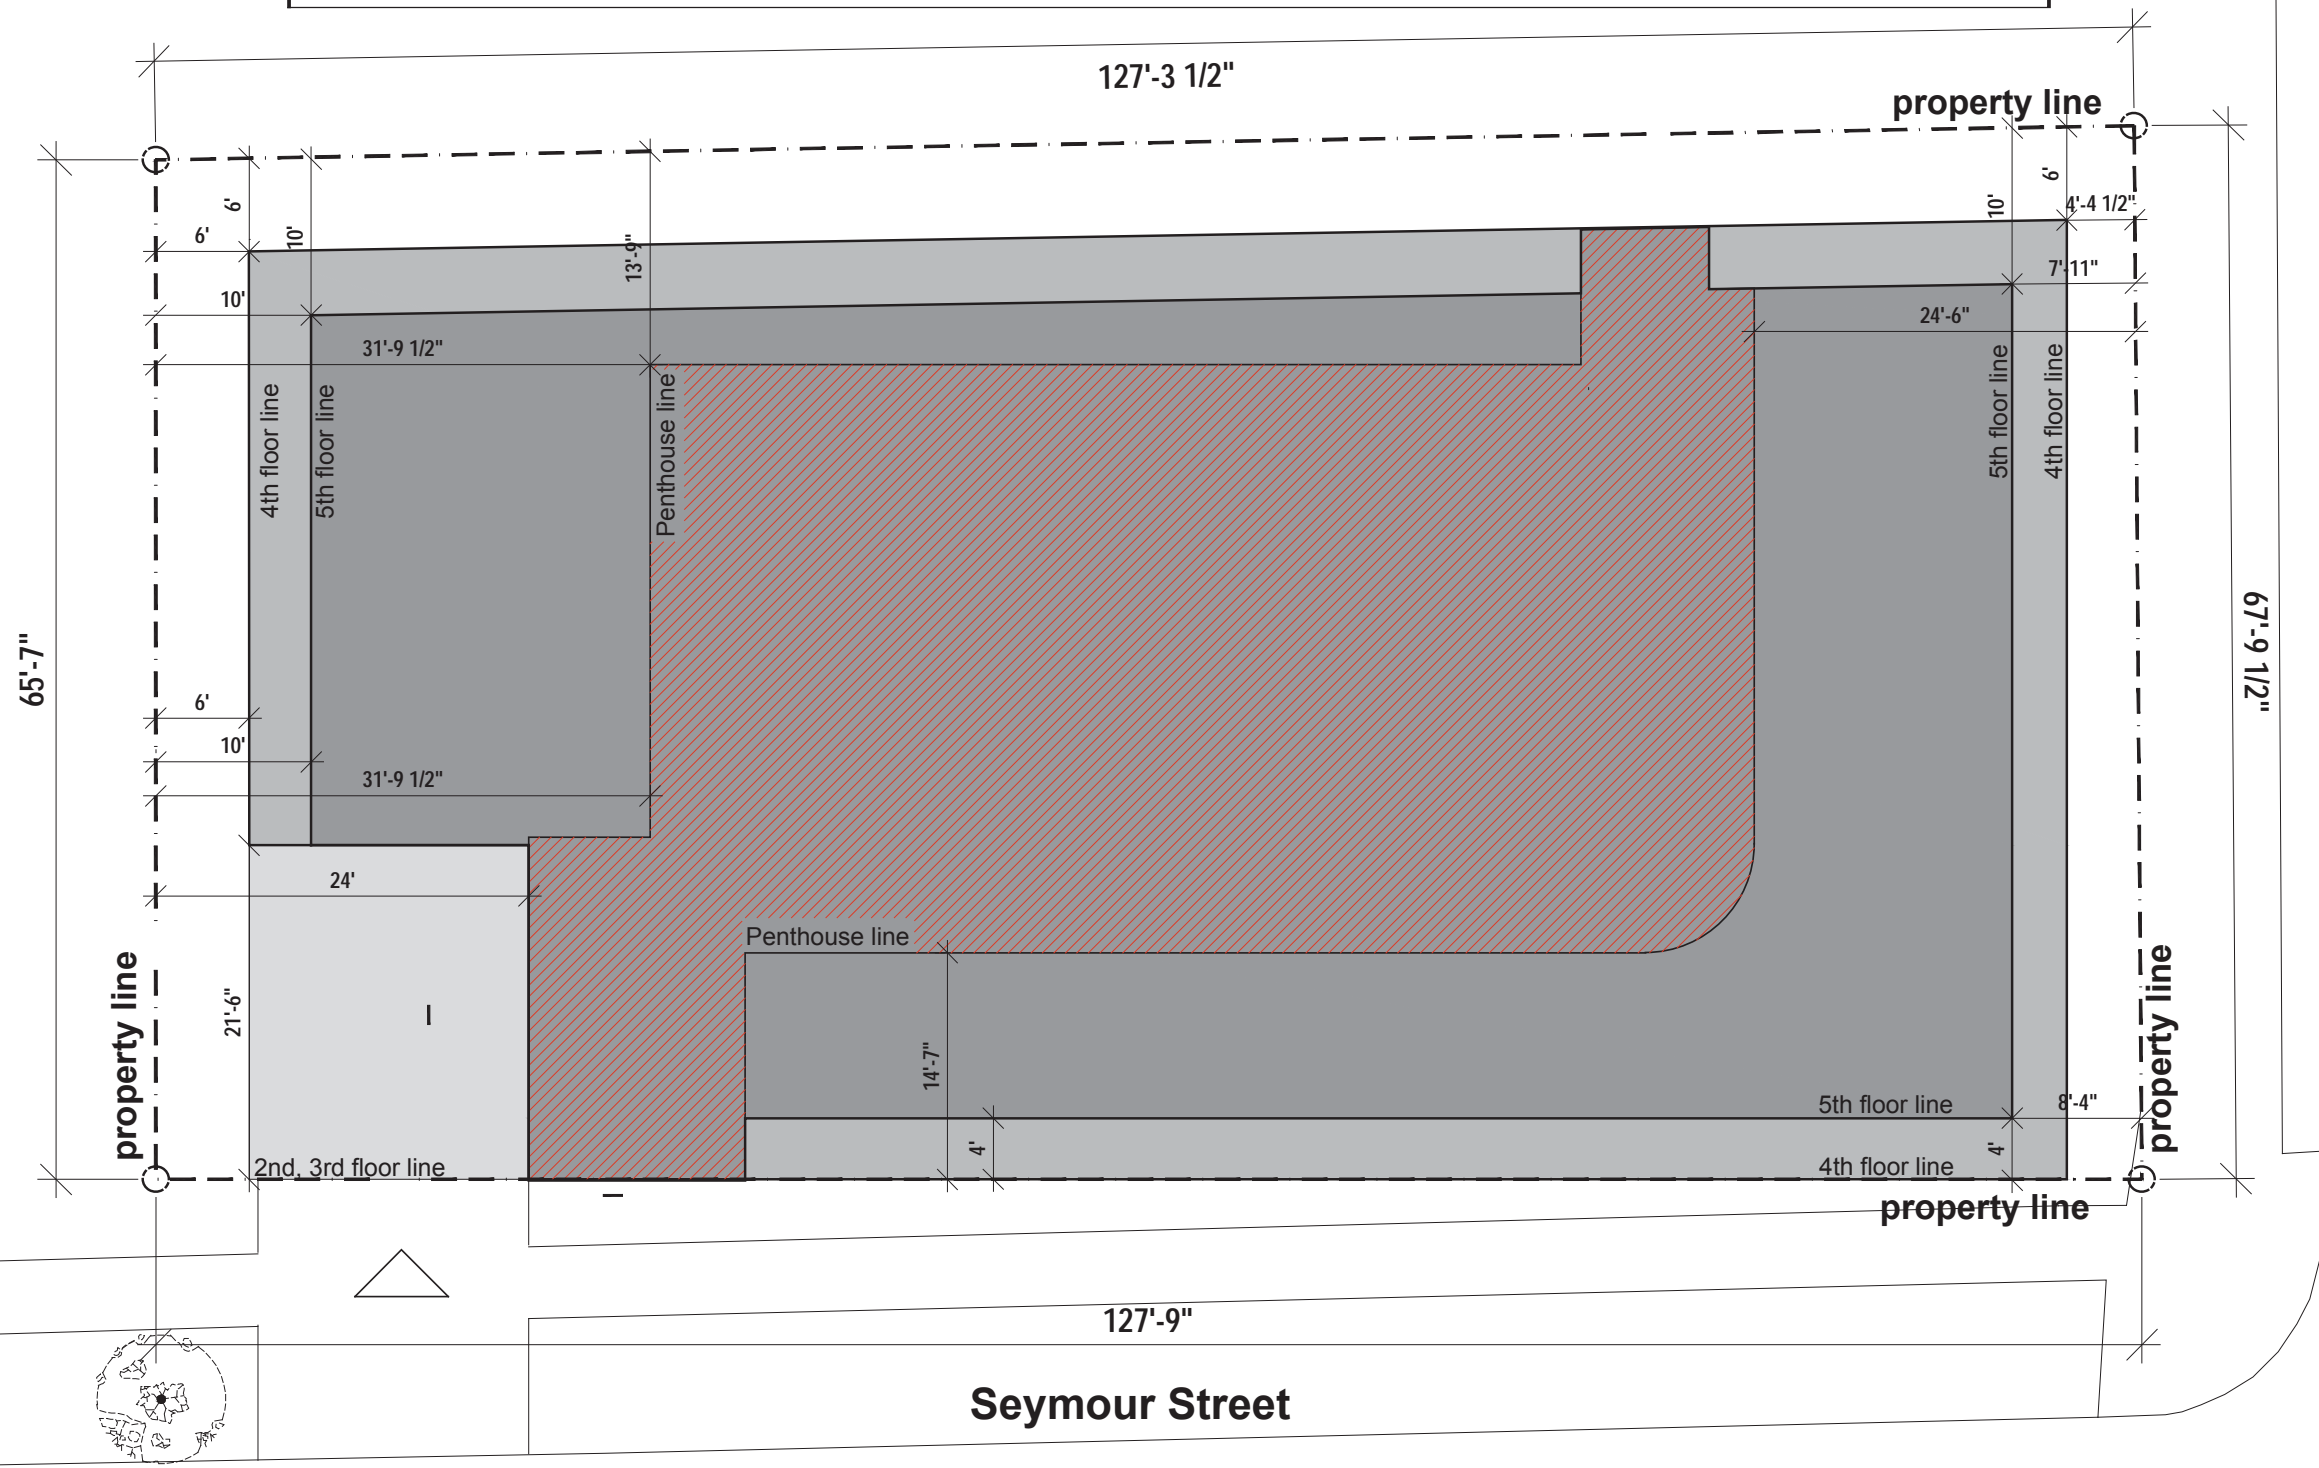 127'-3 1/2"
property line
6'
6'
4'-4 1/2"
6'
10'
10'
13'-9"
7'-11"
10'
24'-6"
31'-9 1/2"
4th floor line
5th floor line
Penthouse line
5th floor line
4th floor line
65'-7"
67'-9 1/2"
6'
10'
31'-9 1/2"
24'
Penthouse line
property line
21'-6"
14'-7"
property line
5th floor line
8'-4"
4'
4'
2nd, 3rd floor line
4th floor line
property line
127'-9"
Seymour Street